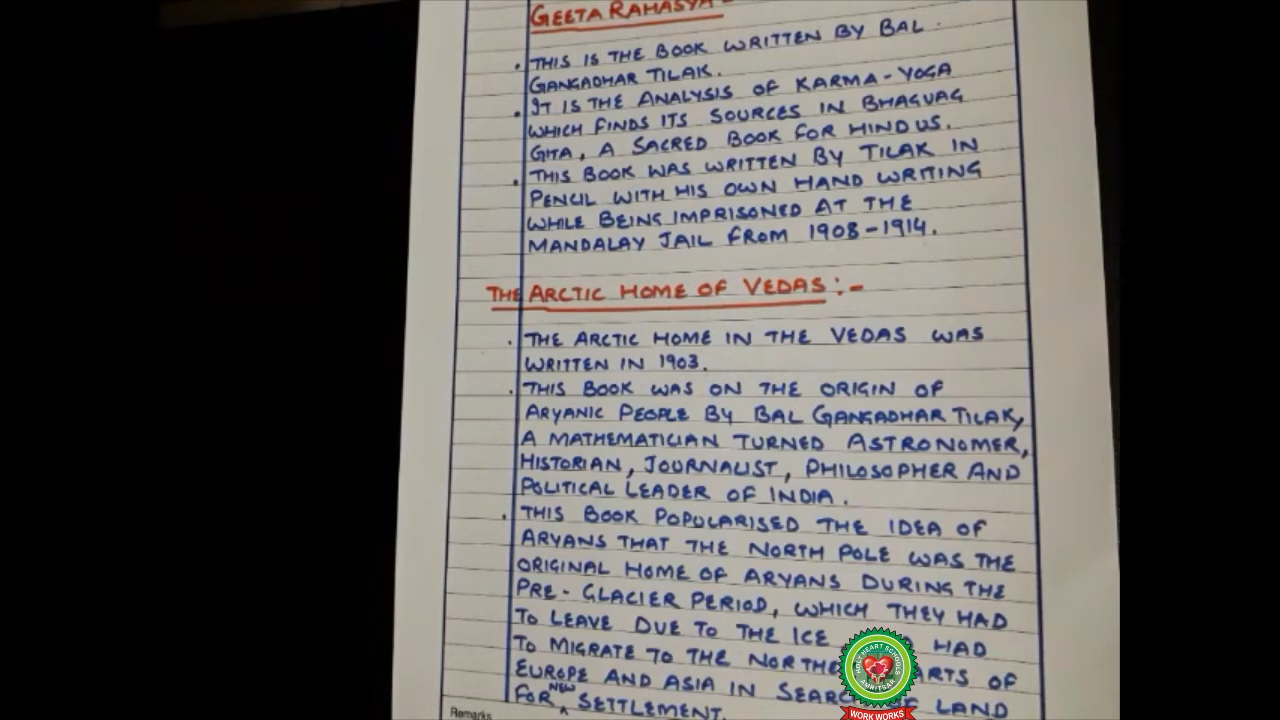 GEETA RAHASYA -
. THIS IS THE BOOK WRITTEN BY BAL
GANGADHAR TILAK.
. IT IS THE ANALYSIS OF KARMA-YOGA
WHICH FINDS ITS SOURCES IN BHAGVAG
GITA, A SACRED BOOK FOR HINDUS.
. THIS BOOK WAS WRITTEN BY TILAK IN
PENCIL WITH HIS OWN HAND WRITING
WHILE BEING IMPRISONED AT THE
MANDALAY JAIL FROM 1908-1914.
THE ARCTIC HOME OF VEDAS :-
. THE ARCTIC HOME IN THE VEDAS WAS
WRITTEN IN 1903.
. THIS BOOK WAS ON THE ORIGIN OF
ARYANIC PEOPLE BY BAL GANGADHAR TILAK,
A MATHEMATICIAN TURNED ASTRONOMER,
HISTORIAN, JOURNALIST, PHILOSOPHER AND
POLITICAL LEADER OF INDIA.
. THIS BOOK POPULARISED THE IDEA OF
ARYANS THAT THE NORTH POLE WAS THE
ORIGINAL HOME OF ARYANS DURING THE
PRE-GLACIER PERIOD, WHICH THEY HAD
TO LEAVE DUE TO THE ICE HAD
TO MIGRATE TO THE OF
EUROPE AND ASIA IN LAND
FOR NEW SETTLEMENT.
Remarks
HOLY HEART SCHOOLS
AMRITSAR
WORK WORKS